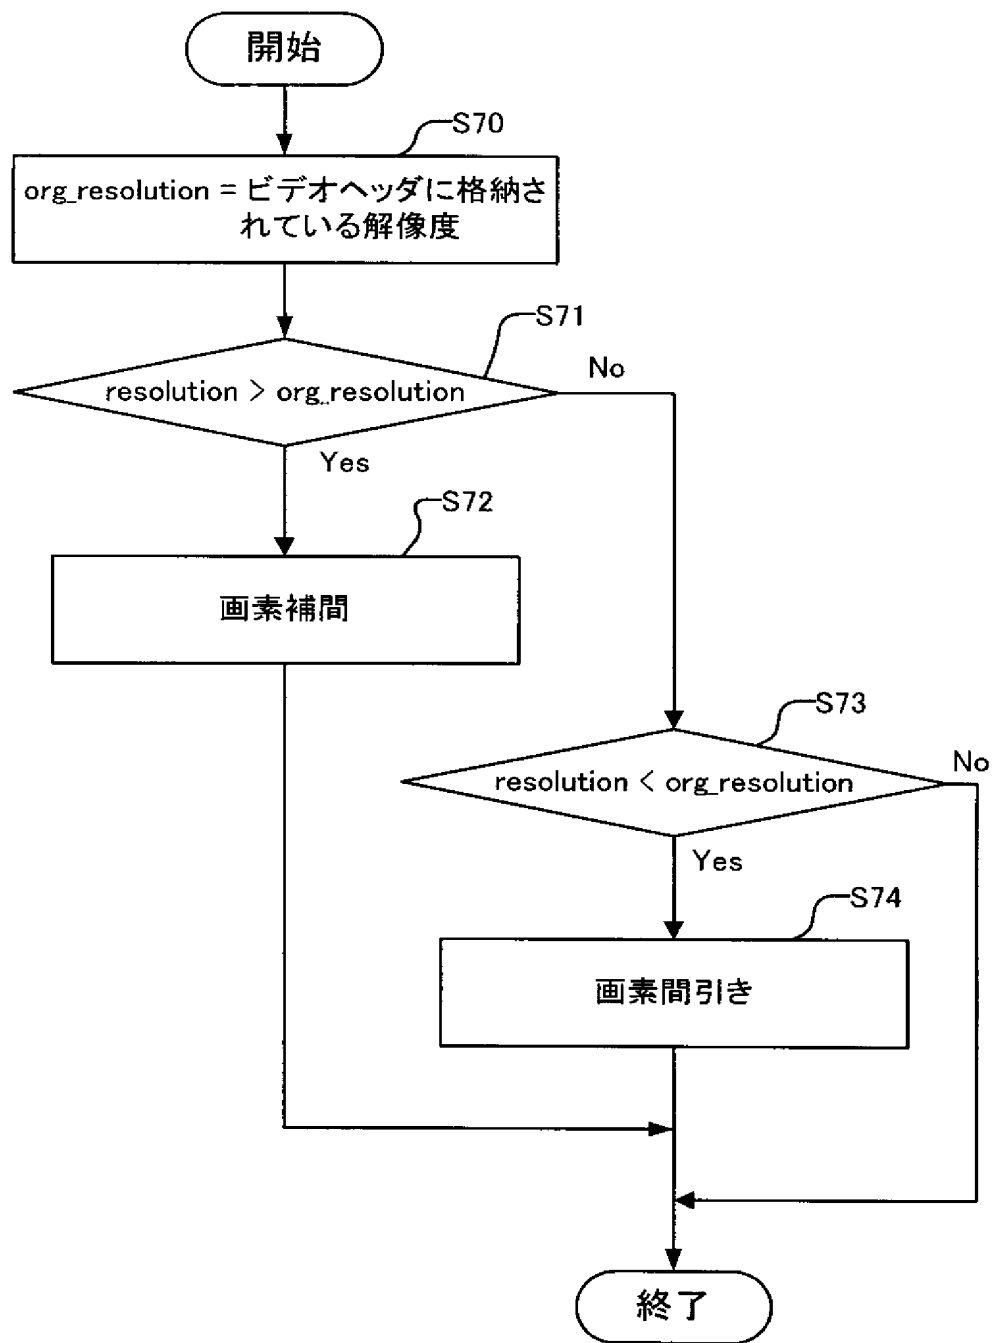 開始
S70
org_resolution = ビデオヘッダに格納さ
れている解像度
S71
resolution > org_resolution
No
Yes
S72
画素補間
S73
resolution < org_resolution
No
Yes
S74
画素間引き
終了